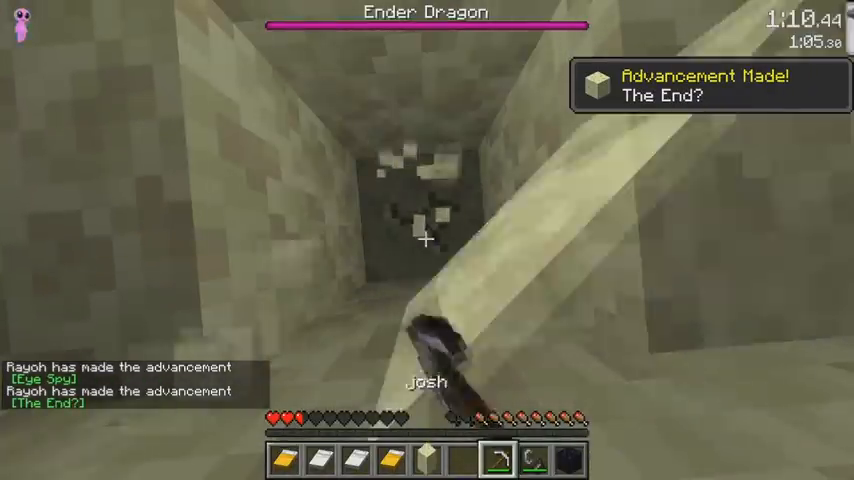 Ender Dragon
1:10.44
1:05.30
Advancement Made!
The End?
Rayoh has made the advancement
[Eye Spy]
Rayoh has made the advancement
[The End?]
josh